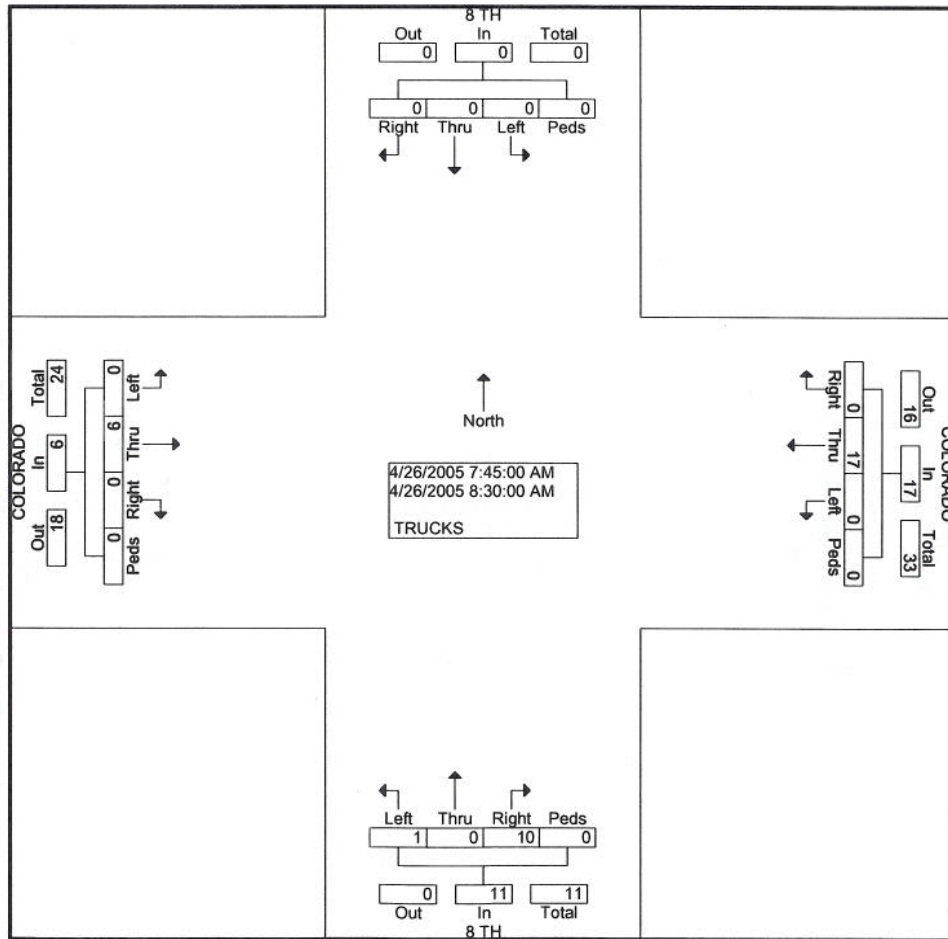 8 TH
Out In Total
0 0 0
0 0 0 0
Right Thru Left Peds
COLORADO
Total In Out
24 6 18
0 6 0 0
Left Thru Right Peds
North
4/26/2005 7:45:00 AM
4/26/2005 8:30:00 AM
TRUCKS
Right Thru Left Peds
0 17 0 0
Out In Total
16 17 33
COLORADO
Left Thru Right Peds
1 0 10 0
0 11 11
Out In Total
8 TH